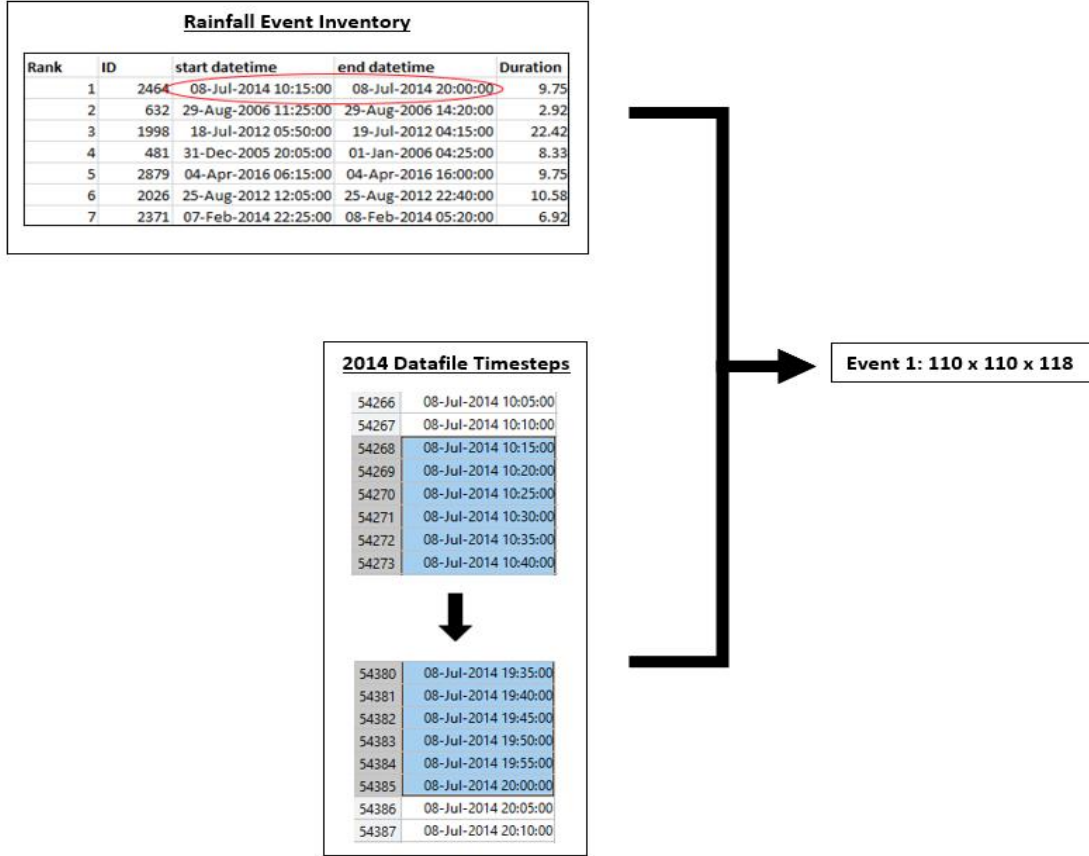 Rainfall Event Inventory
Rank ID start datetime end datetime Duration
1 2464 08-Jul-2014 10:15:00 08-Jul-2014 20:00:00 9.75
2 632 29-Aug-2006 11:25:00 29-Aug-2006 14:20:00 2.92
3 1998 18-Jul-2012 05:50:00 19-Jul-2012 04:15:00 22.42
4 481 31-Dec-2005 20:05:00 01-Jan-2006 04:25:00 8.33
5 2879 04-Apr-2016 06:15:00 04-Apr-2016 16:00:00 9.75
6 2026 25-Aug-2012 12:05:00 25-Aug-2012 22:40:00 10.58
7 2371 07-Feb-2014 22:25:00 08-Feb-2014 05:20:00 6.92
2014 Datafile Timesteps
54266 08-Jul-2014 10:05:00
54267 08-Jul-2014 10:10:00
54268 08-Jul-2014 10:15:00
54269 08-Jul-2014 10:20:00
54270 08-Jul-2014 10:25:00
54271 08-Jul-2014 10:30:00
54272 08-Jul-2014 10:35:00
54273 08-Jul-2014 10:40:00
54380 08-Jul-2014 19:35:00
54381 08-Jul-2014 19:40:00
54382 08-Jul-2014 19:45:00
54383 08-Jul-2014 19:50:00
54384 08-Jul-2014 19:55:00
54385 08-Jul-2014 20:00:00
54386 08-Jul-2014 20:05:00
54387 08-Jul-2014 20:10:00
Event 1: 110 x 110 x 118